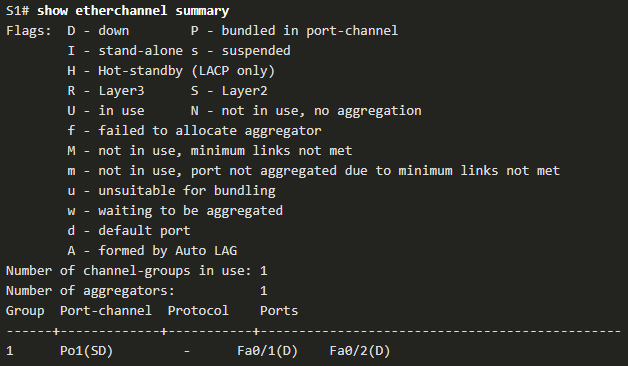 S1# show etherchannel summary
Flags:  D - down        P - bundled in port-channel
        I - stand-alone s - suspended
        H - Hot-standby (LACP only)
        R - Layer3      S - Layer2
        U - in use      N - not in use, no aggregation
        f - failed to allocate aggregator
        M - not in use, minimum links not met
        m - not in use, port not aggregated due to minimum links not met
        u - unsuitable for bundling
        w - waiting to be aggregated
        d - default port
        A - formed by Auto LAG
Number of channel-groups in use: 1
Number of aggregators:           1
Group  Port-channel  Protocol    Ports
------+-------------+-----------+-----------------------------------------------
1      Po1(SD)         -      Fa0/1(D)    Fa0/2(D)